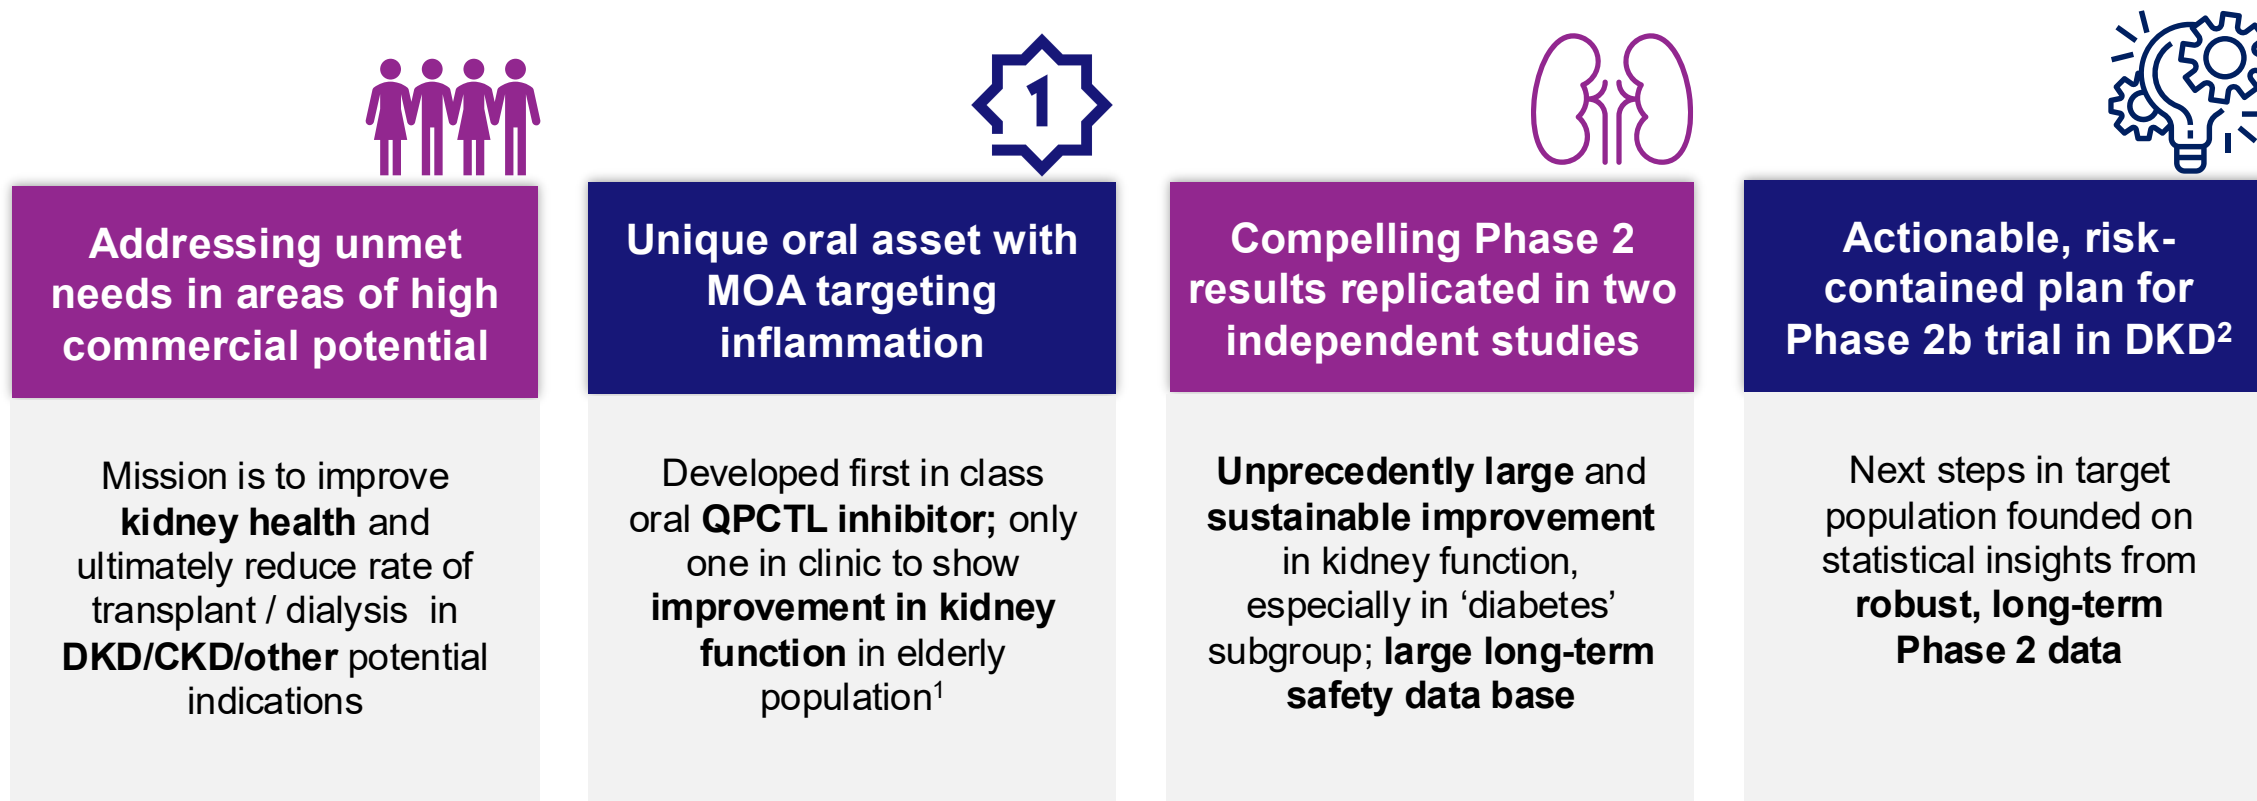 1
Addressing unmet
needs in areas of high
commercial potential
Mission is to improve
kidney health and
ultimately reduce rate of
transplant / dialysis in
DKD/CKD/other potential
indications
Unique oral asset with
MOA targeting
inflammation
Developed first in class
oral QPCTL inhibitor; only
one in clinic to show
improvement in kidney
function in elderly
population¹
Compelling Phase 2
results replicated in two
independent studies
Unprecedently large and
sustainable improvement
in kidney function,
especially in ‘diabetes’
subgroup; large long-term
safety data base
Actionable, risk-
contained plan for
Phase 2b trial in DKD²
Next steps in target
population founded on
statistical insights from
robust, long-term
Phase 2 data